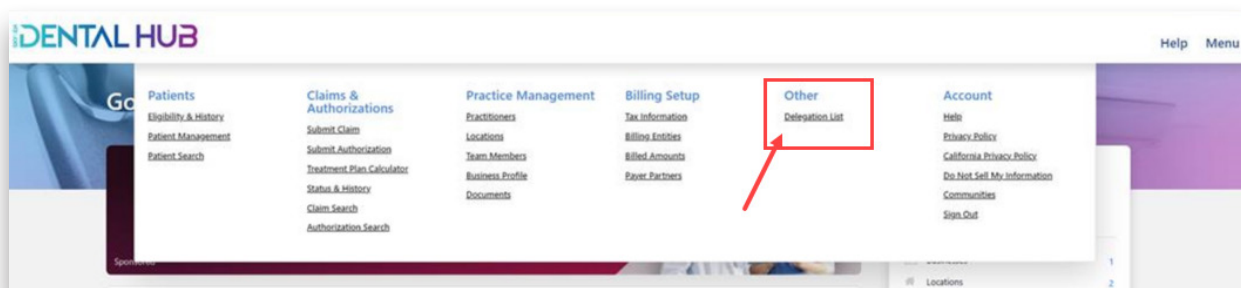 DENTAL HUB
Help Menu
Go
Patients
Eligibility & History
Patient Management
Patient Search
Claims &
Authorizations
Submit Claim
Submit Authorization
Treatment Plan Calculator
Status & History
Claim Search
Authorization Search
Practice Management
Practitioners
Locations
Team Members
Business Profile
Documents
Billing Setup
Tax Information
Billing Entities
Billed Amounts
Payer Partners
Other
Delegation List
Account
Help
Privacy Policy
California Privacy Policy
Do Not Sell My Information
Communities
Sign Out
Sponsored
Businesses 1
Locations 2